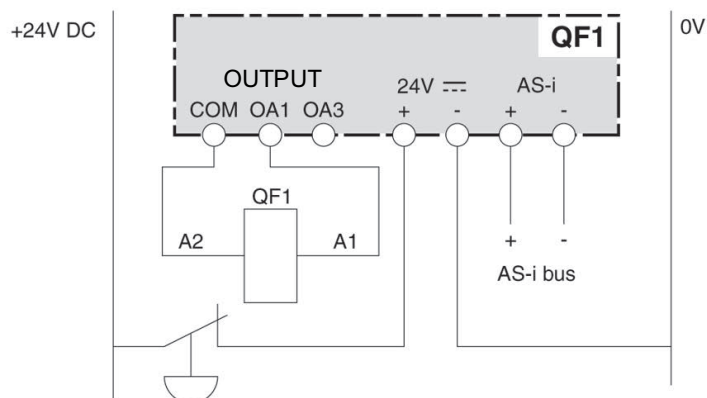 +24V DC
QF1
0V
OUTPUT
24V
AS-i
COM OA1 OA3 + - + -
QF1
A2
A1
+ -
AS-i bus